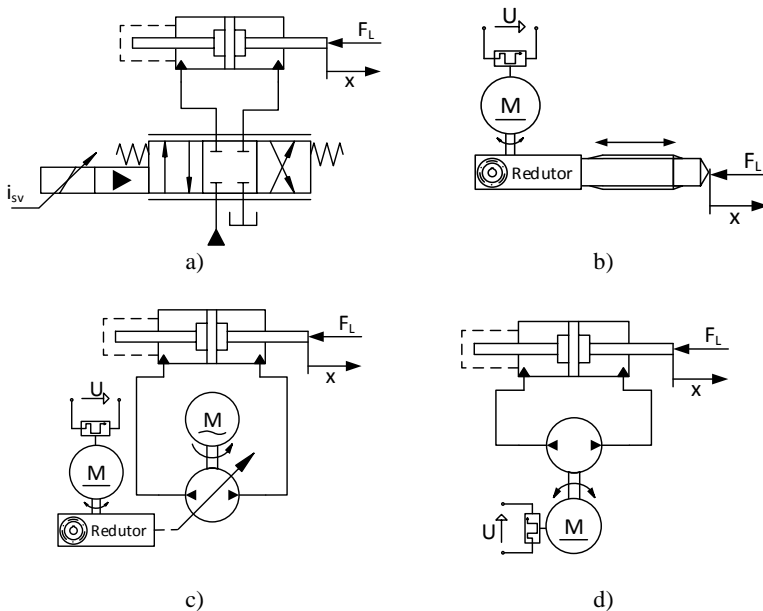 F_L
x
i_sv
a)
U
M
Redutor
F_L
x
b)
F_L
x
U
M
M
Redutor
c)
F_L
x
U
M
d)